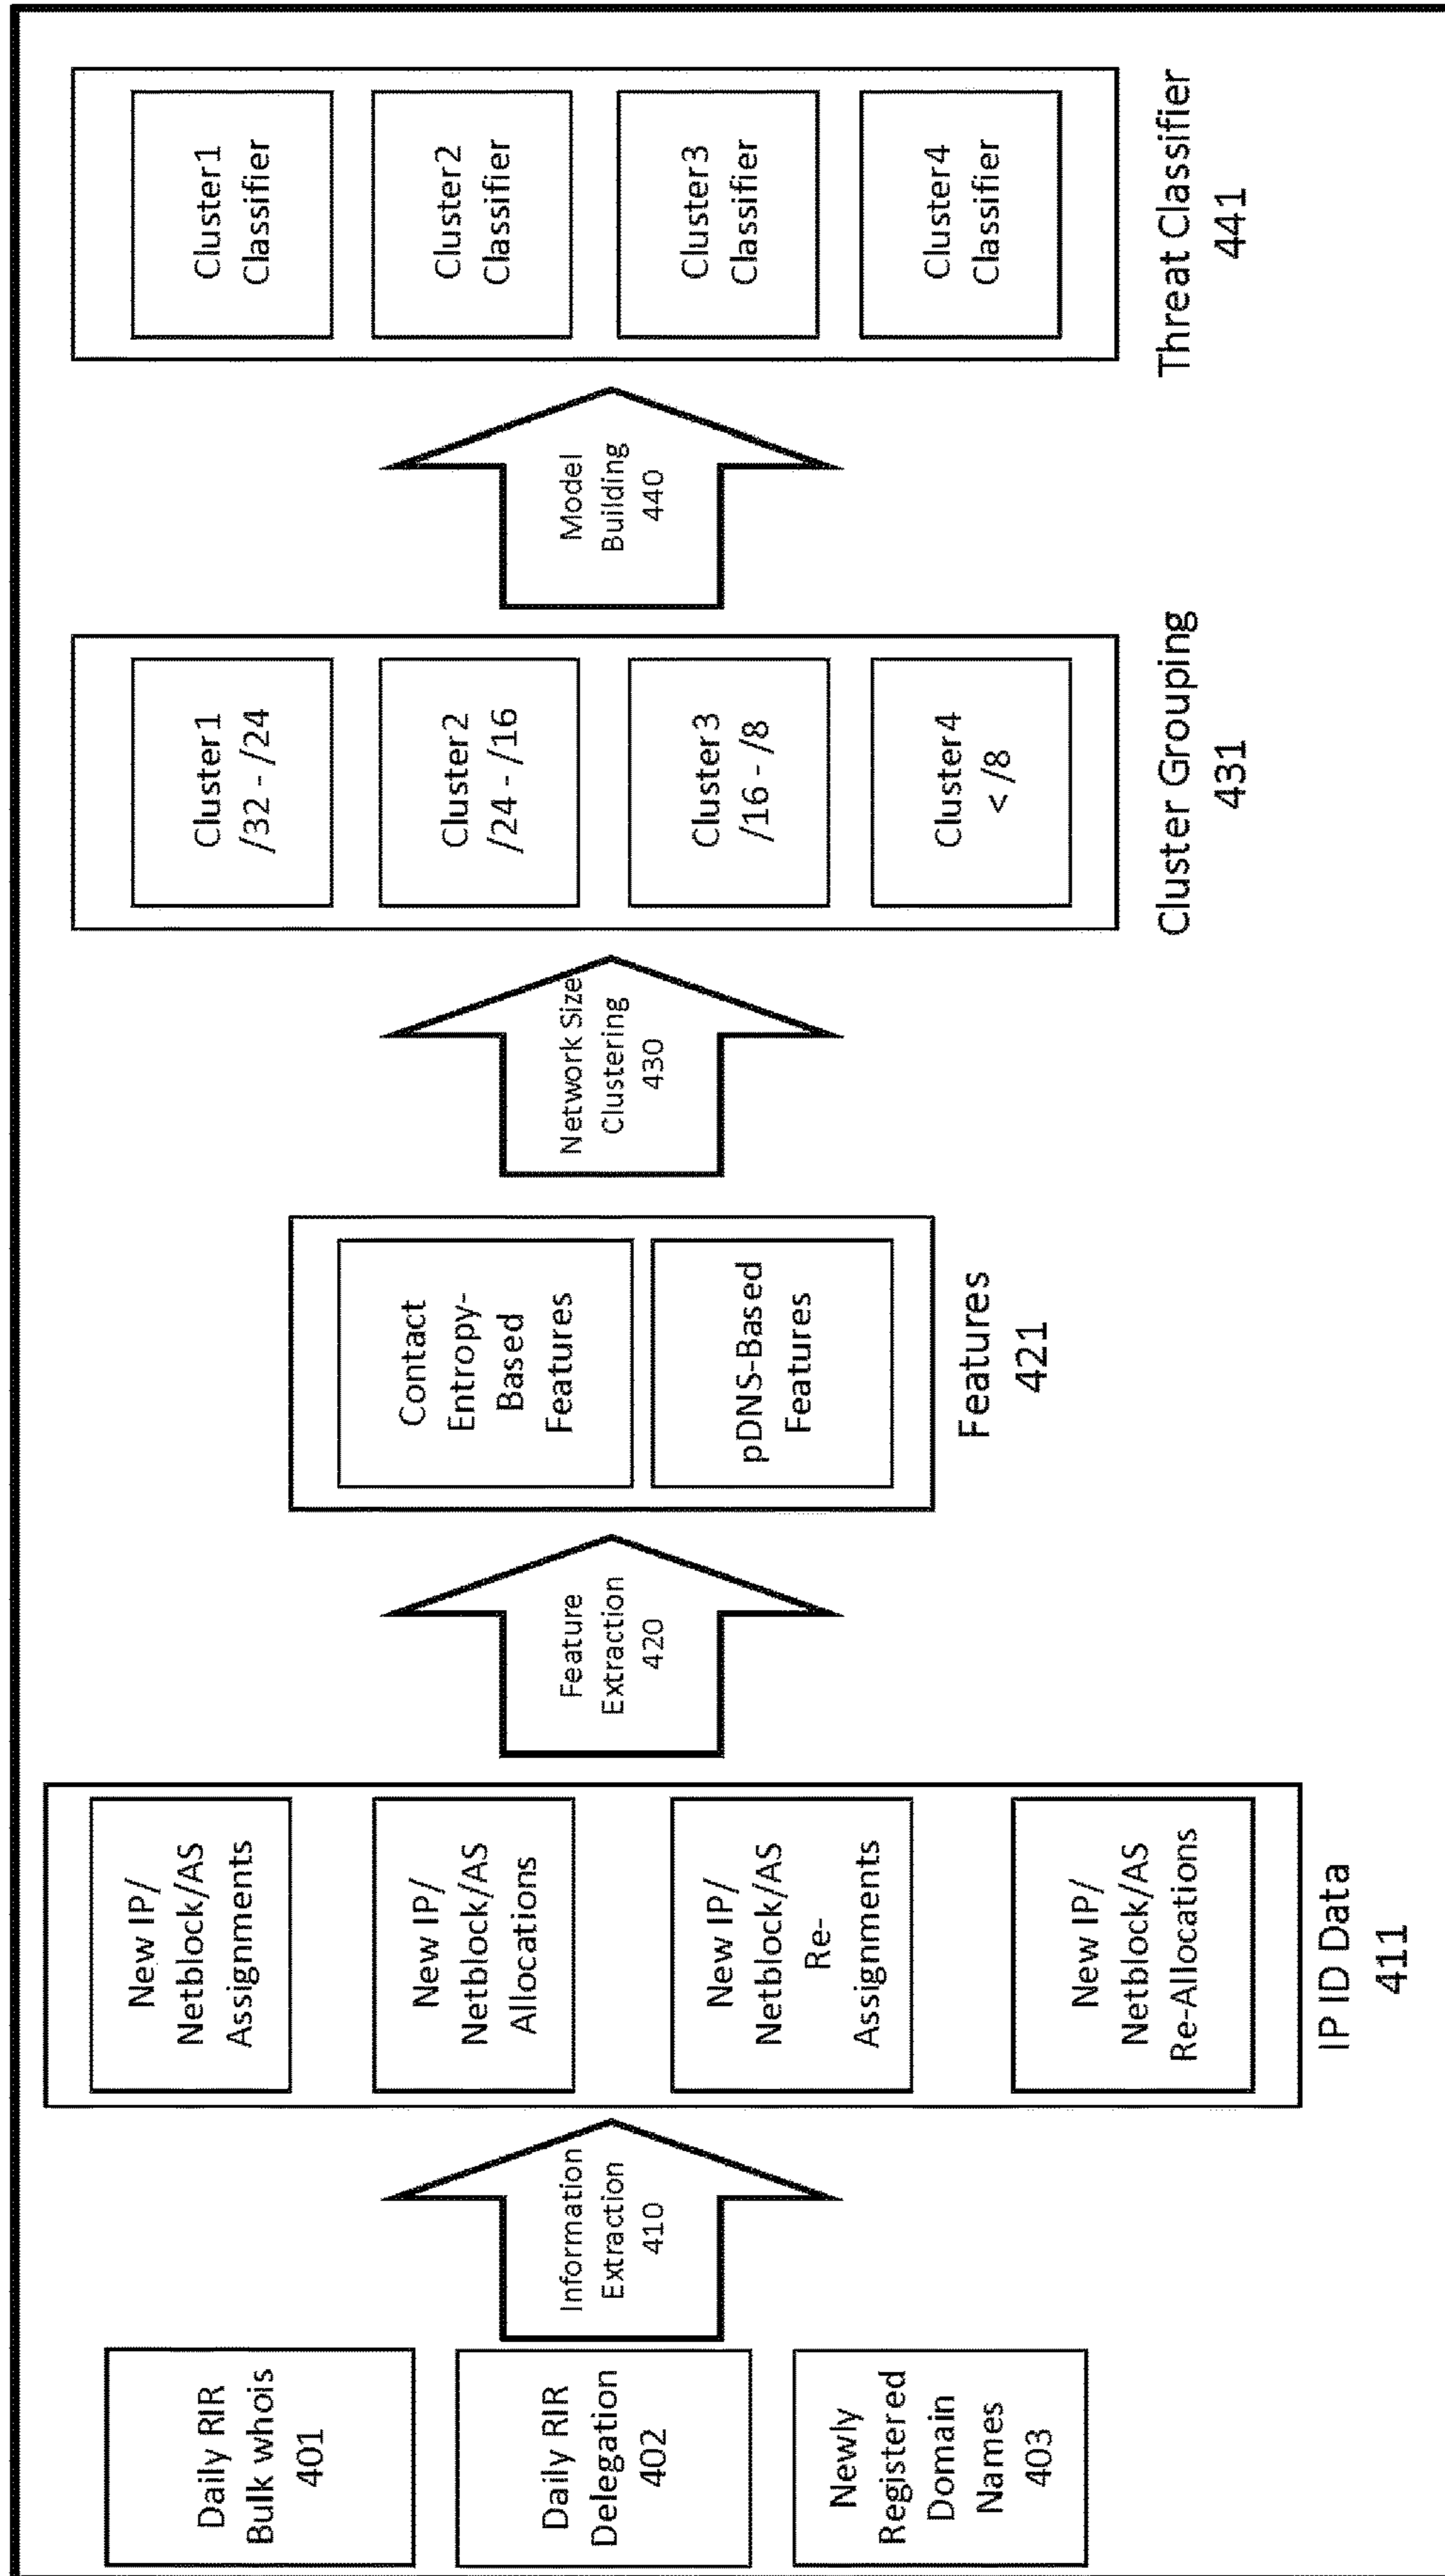 Daily RIR
Bulk whois
401
Daily RIR
Delegation
402
Newly
Registered
Domain
Names
403
Information
Extraction
410
New IP/
Netblock/AS
Assignments
New IP/
Netblock/AS
Allocations
New IP/
Netblock/AS
Re-
Assignments
New IP/
Netblock/AS
Re-Allocations
IP ID Data
411
Feature
Extraction
420
Contact
Entropy-
Based
Features
pDNS-Based
Features
Features
421
Network Size
Clustering
430
Cluster1
/32 - /24
Cluster2
/24 - /16
Cluster3
/16 - /8
Cluster4
< /8
Cluster Grouping
431
Model
Building
440
Cluster1
Classifier
Cluster2
Classifier
Cluster3
Classifier
Cluster4
Classifier
Threat Classifier
441